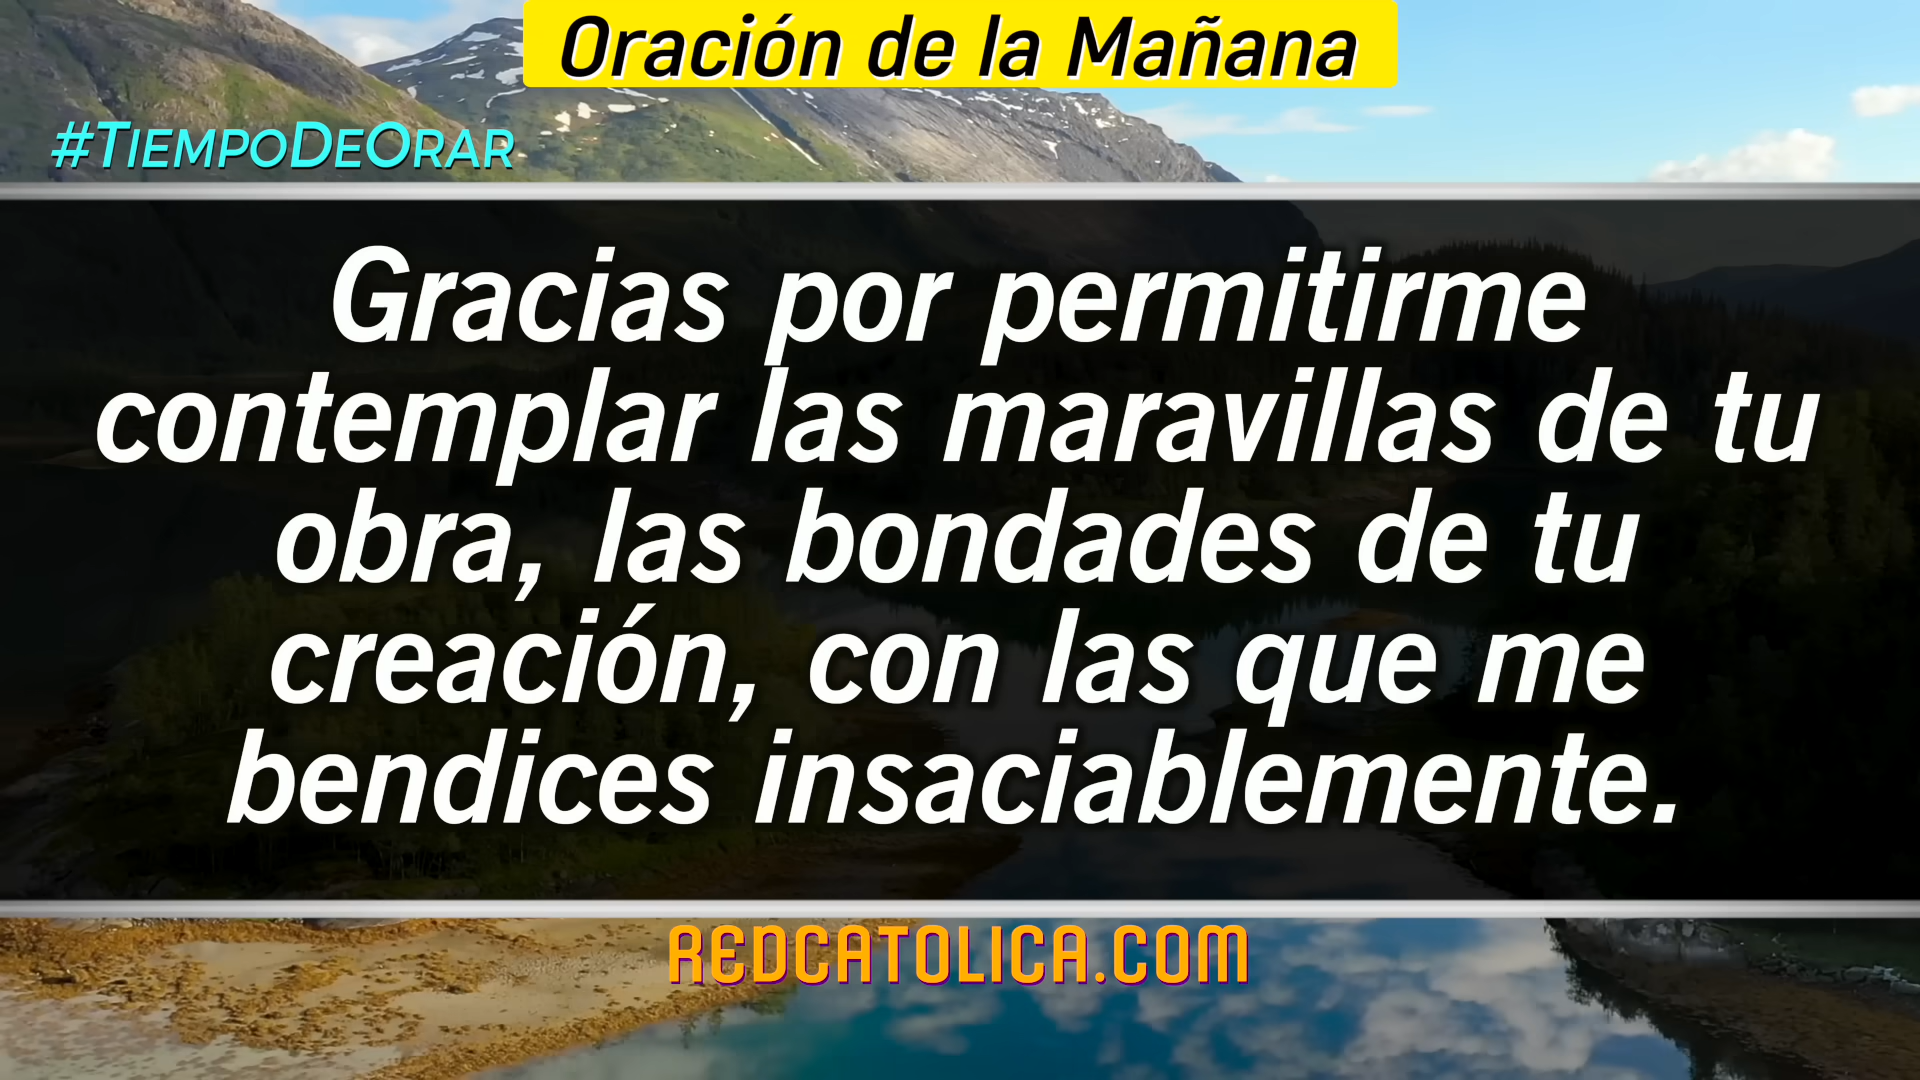 Oración de la Mañana
#TiempoDeOrar
Gracias por permitirme
contemplar las maravillas de tu
obra, las bondades de tu
creación, con las que me
bendices insaciablemente.
REDCATOLICA.COM